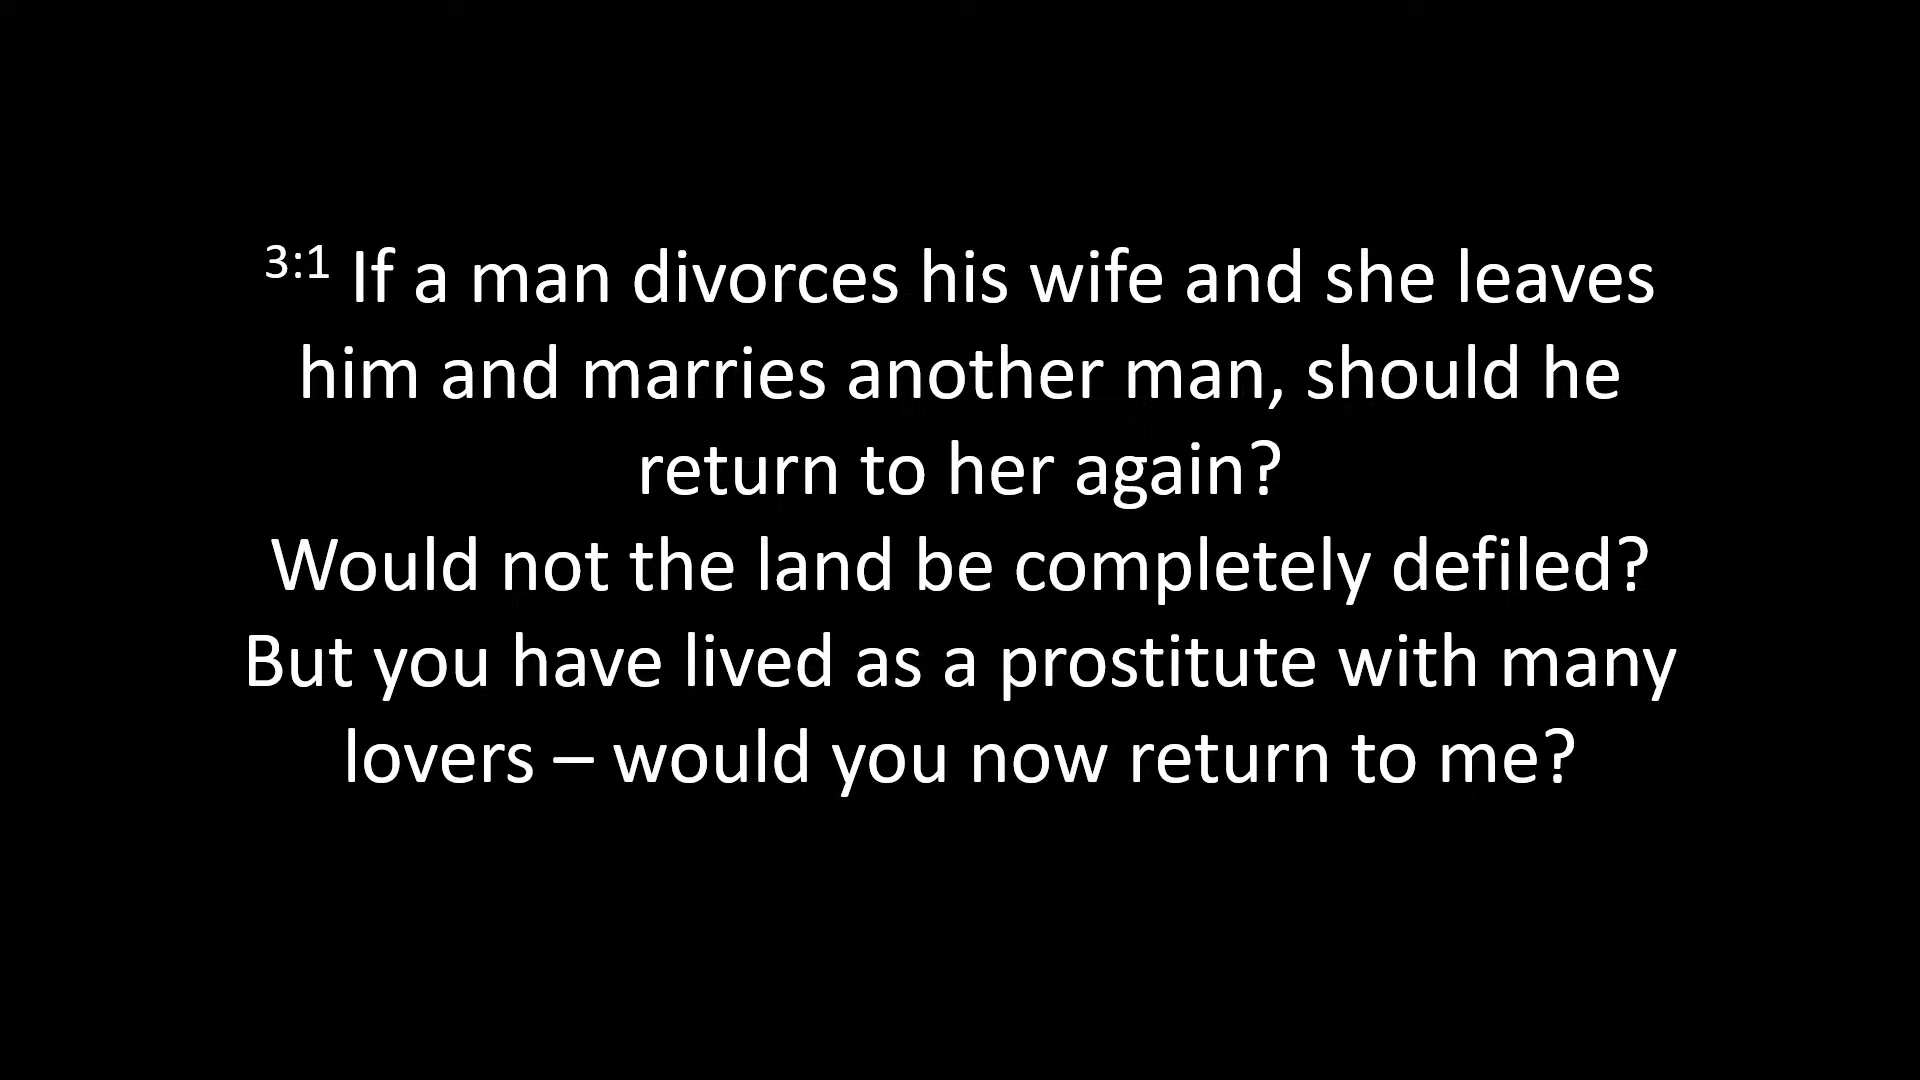 3:1 If a man divorces his wife and she leaves
him and marries another man, should he
return to her again?
Would not the land be completely defiled?
But you have lived as a prostitute with many
lovers – would you now return to me?